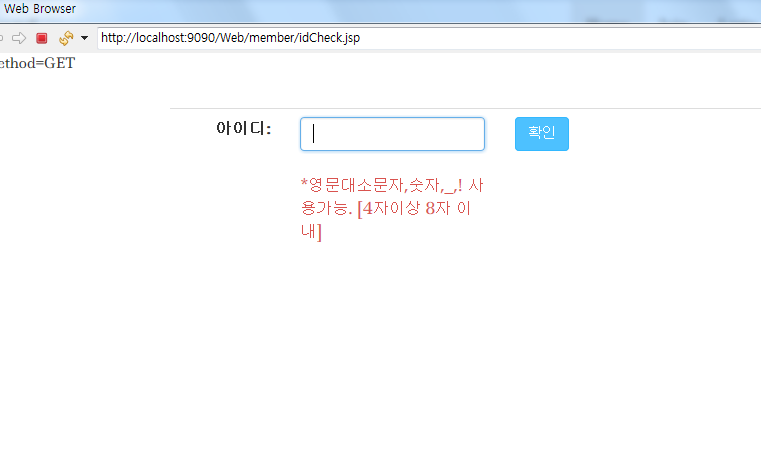 Web Browser
http://localhost:9090/Web/member/idCheck.jsp
ethod=GET
아이디:
확인
*영문대소문자,숫자,_,! 사
용가능. [4자이상 8자 이
내]